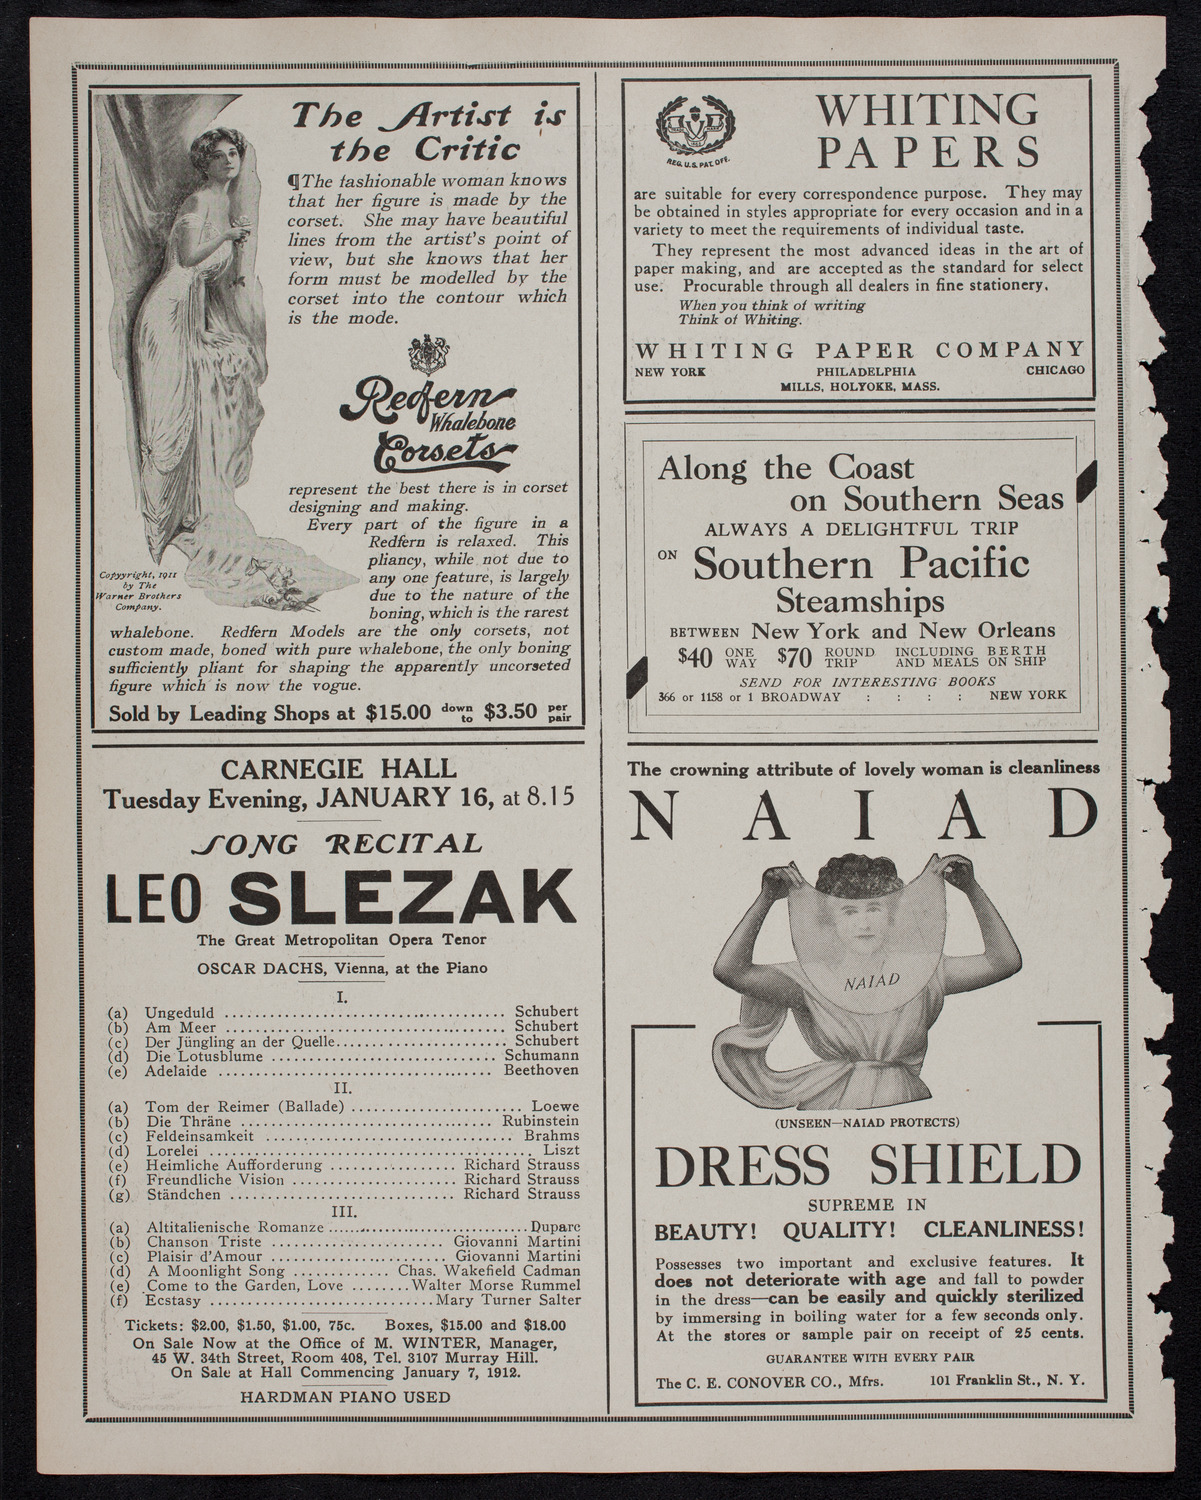 The Artist is
the Critic
¶The fashionable woman knows
that her figure is made by the
corset. She may have beautiful
lines from the artist's point of
view, but she knows that her
form must be modelled by the
corset into the contour which
is the mode.
Redfern
Whalebone
Corsets
represent the best there is in corset
designing and making.
Every part of the figure in a
Redfern is relaxed. This
pliancy, while not due to
any one feature, is largely
due to the nature of the
boning, which is the rarest
Copyyright, 1911
by The
Warner Brothers
Company.
whalebone. Redfern Models are the only corsets, not
custom made, boned with pure whalebone, the only boning
sufficiently pliant for shaping the apparently uncorseted
figure which is now the vogue.
Sold by Leading Shops at $15.00 down to $3.50 per pair
CARNEGIE HALL
Tuesday Evening, JANUARY 16, at 8.15
SONG RECITAL
LEO SLEZAK
The Great Metropolitan Opera Tenor
OSCAR DACHS, Vienna, at the Piano
I.
(a) Ungeduld ........ Schubert
(b) Am Meer ........ Schubert
(c) Der Jüngling an der Quelle........ Schubert
(d) Die Lotusblume ........ Schumann
(e) Adelaide ........ Beethoven
II.
(a) Tom der Reimer (Ballade) ........ Loewe
(b) Die Thräne ........ Rubinstein
(c) Feldeinsamkeit ........ Brahms
(d) Lorelei ........ Liszt
(e) Heimliche Aufforderung ........ Richard Strauss
(f) Freundliche Vision ........ Richard Strauss
(g) Ständchen ........ Richard Strauss
III.
(a) Altitalienische Romanze ........ Duparc
(b) Chanson Triste ........ Giovanni Martini
(c) Plaisir d'Amour ........ Giovanni Martini
(d) A Moonlight Song ........ Chas. Wakefield Cadman
(e) Come to the Garden, Love ........ Walter Morse Rummel
(f) Ecstasy ........ Mary Turner Salter
Tickets: $2.00, $1.50, $1.00, 75c. Boxes, $15.00 and $18.00
On Sale Now at the Office of M. WINTER, Manager,
45 W. 34th Street, Room 408, Tel. 3107 Murray Hill.
On Sale at Hall Commencing January 7, 1912.
HARDMAN PIANO USED
REG. U.S. PAT. OFF.
WHITING
PAPERS
are suitable for every correspondence purpose. They may
be obtained in styles appropriate for every occasion and in a
variety to meet the requirements of individual taste.
They represent the most advanced ideas in the art of
paper making, and are accepted as the standard for select
use. Procurable through all dealers in fine stationery.
When you think of writing
Think of Whiting.
WHITING PAPER COMPANY
NEW YORK PHILADELPHIA CHICAGO
MILLS, HOLYOKE, MASS.
Along the Coast
on Southern Seas
ALWAYS A DELIGHTFUL TRIP
ON Southern Pacific
Steamships
BETWEEN New York and New Orleans
$40 ONE WAY $70 ROUND TRIP INCLUDING BERTH AND MEALS ON SHIP
SEND FOR INTERESTING BOOKS
366 or 1158 or 1 BROADWAY : : : : NEW YORK
The crowning attribute of lovely woman is cleanliness
NAIAD
NAIAD
(UNSEEN—NAIAD PROTECTS)
DRESS SHIELD
SUPREME IN
BEAUTY! QUALITY! CLEANLINESS!
Possesses two important and exclusive features. It
does not deteriorate with age and fall to powder
in the dress—can be easily and quickly sterilized
by immersing in boiling water for a few seconds only.
At the stores or sample pair on receipt of 25 cents.
GUARANTEE WITH EVERY PAIR
The C. E. CONOVER CO., Mfrs. 101 Franklin St., N. Y.